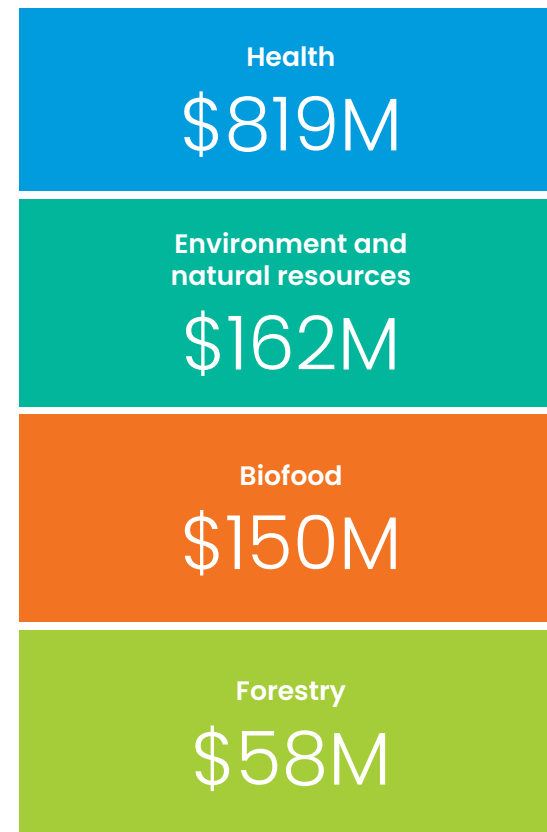 Health
$819M
Environment and
natural resources
$162M
Biofood
$150M
Forestry
$58M